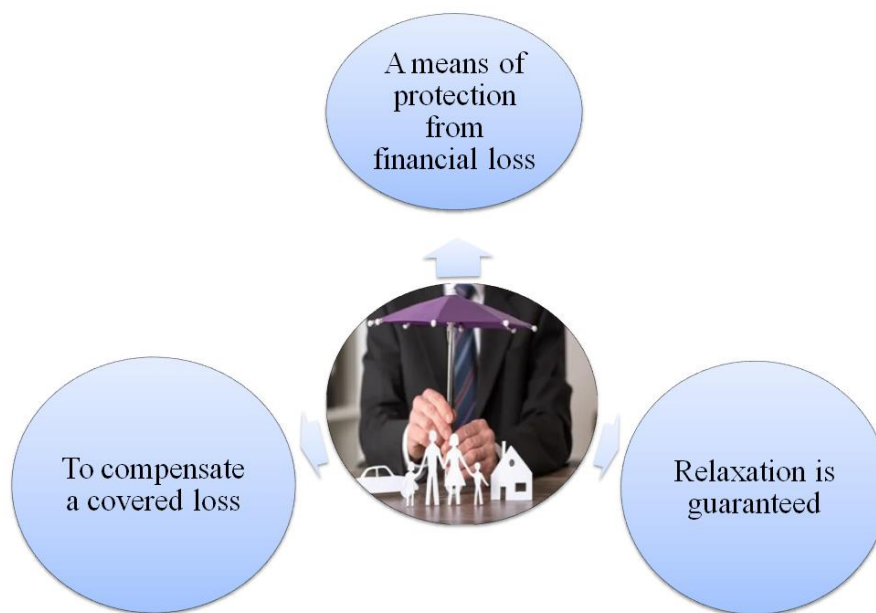 A means of
protection
from
financial loss
To compensate
a covered loss
Relaxation is
guaranteed